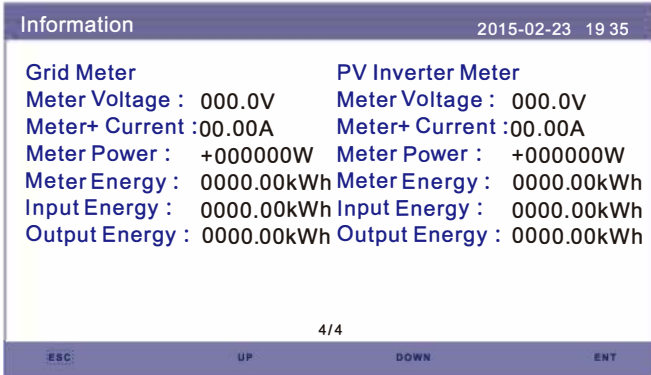 Information 2015-02-23 19 35
Grid Meter
Meter Voltage : 000.0V
Meter+ Current :00.00A
Meter Power : +000000W
Meter Energy : 0000.00kWh
Input Energy : 0000.00kWh
Output Energy : 0000.00kWh
PV Inverter Meter
Meter Voltage : 000.0V
Meter+ Current :00.00A
Meter Power : +000000W
Meter Energy : 0000.00kWh
Input Energy : 0000.00kWh
Output Energy : 0000.00kWh
4/4
ESC UP DOWN ENT